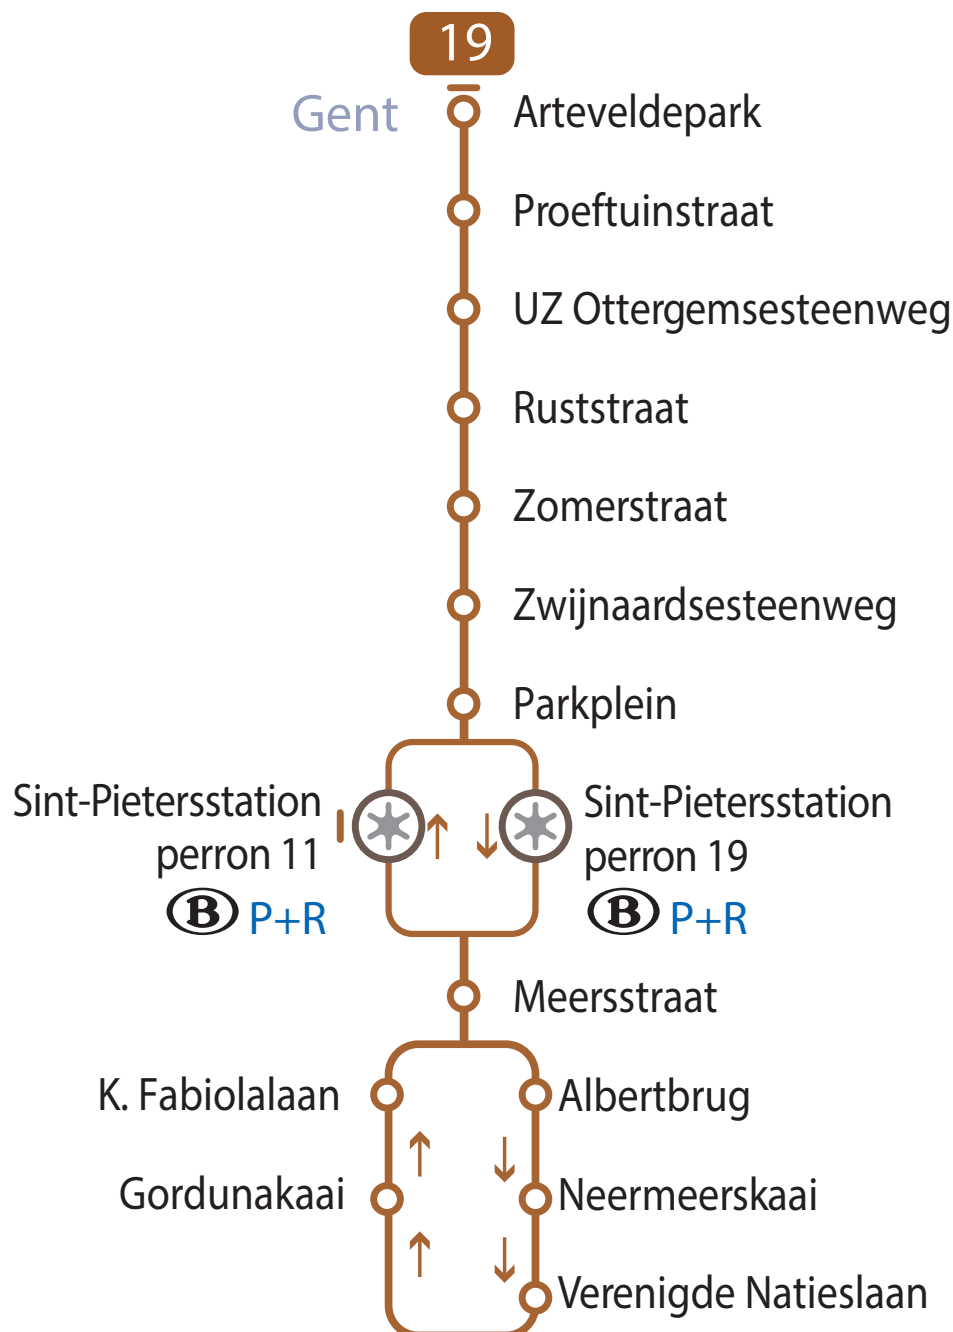 19
Gent
Arteveldepark
Proeftuinstraat
UZ Ottergemsesteenweg
Ruststraat
Zomerstraat
Zwijnaardsesteenweg
Parkplein
Sint-Pietersstation
perron 11
B P+R
Sint-Pietersstation
perron 19
B P+R
Meersstraat
K. Fabiolalaan
Albertbrug
Gordunakaai
Neermeerskaai
Verenigde Natieslaan